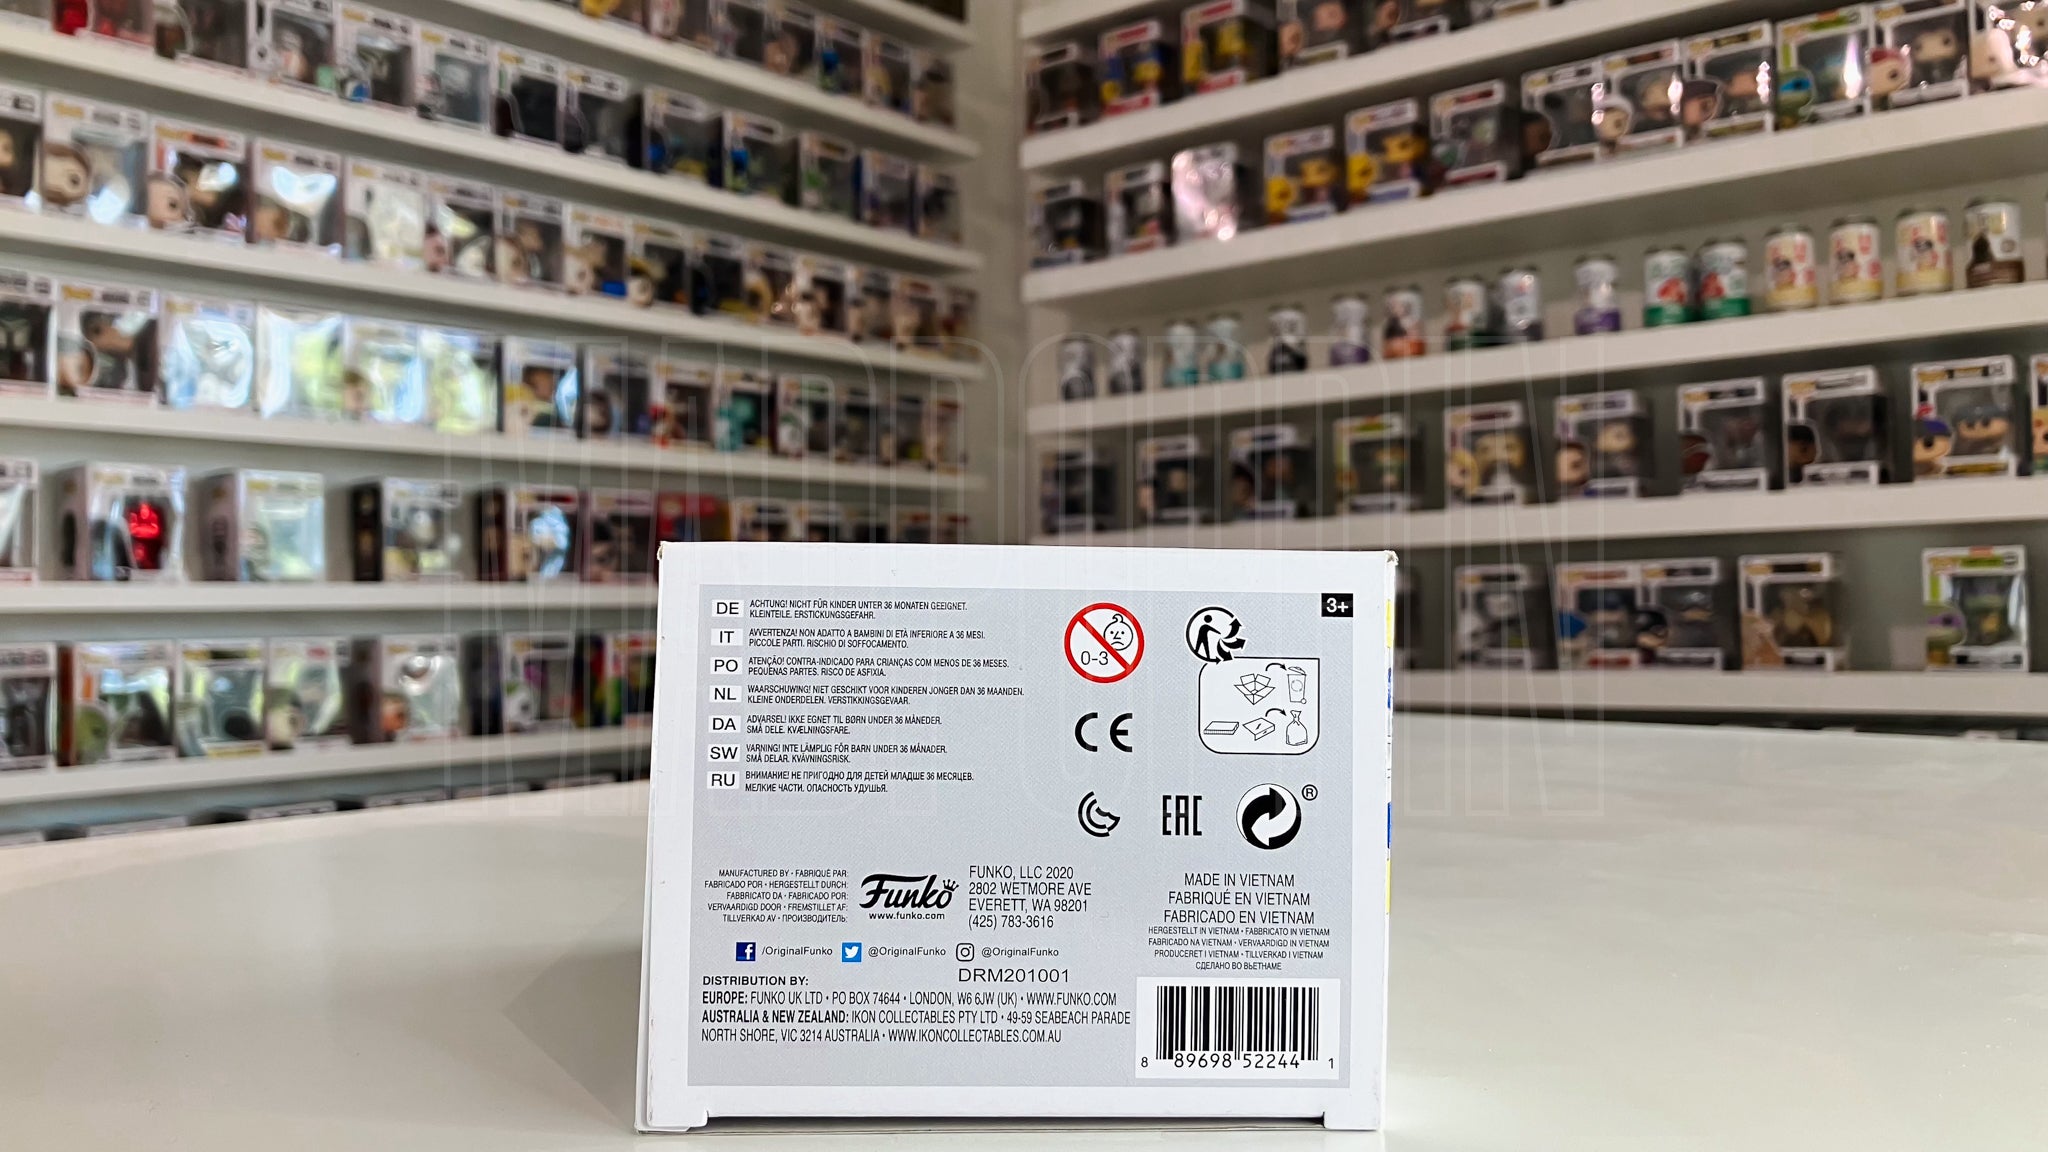 3+
DE ACHTUNG! NICHT FÜR KINDER UNTER 36 MONATEN GEEIGNET.
KLEINTEILE. ERSTICKUNGSGEFAHR.
IT AVVERTENZA! NON ADATTO A BAMBINI DI ETÀ INFERIORE A 36 MESI.
PICCOLE PARTI. RISCHIO DI SOFFOCAMENTO.
PO ATENÇÃO! CONTRA-INDICADO PARA CRIANÇAS COM MENOS DE 36 MESES.
PEQUENAS PARTES. RISCO DE ASFIXIA.
NL WAARSCHUWING! NIET GESCHIKT VOOR KINDEREN JONGER DAN 36 MAANDEN.
KLEINE ONDERDELEN. VERSTIKKINGSGEVAAR.
DA ADVARSEL! IKKE EGNET TIL BØRN UNDER 36 MÅNEDER.
SMÅ DELE. KVÆLNINGSFARE.
SW VARNING! INTE LÄMPLIG FÖR BARN UNDER 36 MÅNADER.
SMÅ DELAR. KVÄVNINGSRISK.
RU ВНИМАНИЕ! НЕ ПРИГОДНО ДЛЯ ДЕТЕЙ МЛАДШЕ 36 МЕСЯЦЕВ.
МЕЛКИЕ ЧАСТИ. ОПАСНОСТЬ УДУШЬЯ.
0-3
CE
EAC
®
MANUFACTURED BY • FABRIQUÉ PAR:
FABRICADO POR • HERGESTELLT DURCH:
FABBRICATO DA • FABRICADO POR:
VERVAARDIGD DOOR • FREMSTILLET AF:
TILLVERKAD AV • ПРОИЗВОДИТЕЛЬ:
Funko
www.funko.com
FUNKO, LLC 2020
2802 WETMORE AVE
EVERETT, WA 98201
(425) 783-3616
MADE IN VIETNAM
FABRIQUÉ EN VIETNAM
FABRICADO EN VIETNAM
HERGESTELLT IN VIETNAM • FABBRICATO IN VIETNAM
FABRICADO NA VIETNAM • VERVAARDIGD IN VIETNAM
PRODUCERET I VIETNAM • TILLVERKAD I VIETNAM
СДЕЛАНО ВО ВЬЕТНАМЕ
/OriginalFunko @OriginalFunko @OriginalFunko
DRM201001
DISTRIBUTION BY:
EUROPE: FUNKO UK LTD • PO BOX 74644 • LONDON, W6 6JW (UK) • WWW.FUNKO.COM
AUSTRALIA & NEW ZEALAND: IKON COLLECTABLES PTY LTD • 49-59 SEABEACH PARADE
NORTH SHORE, VIC 3214 AUSTRALIA • WWW.IKONCOLLECTABLES.COM.AU
8 89698 52244 1